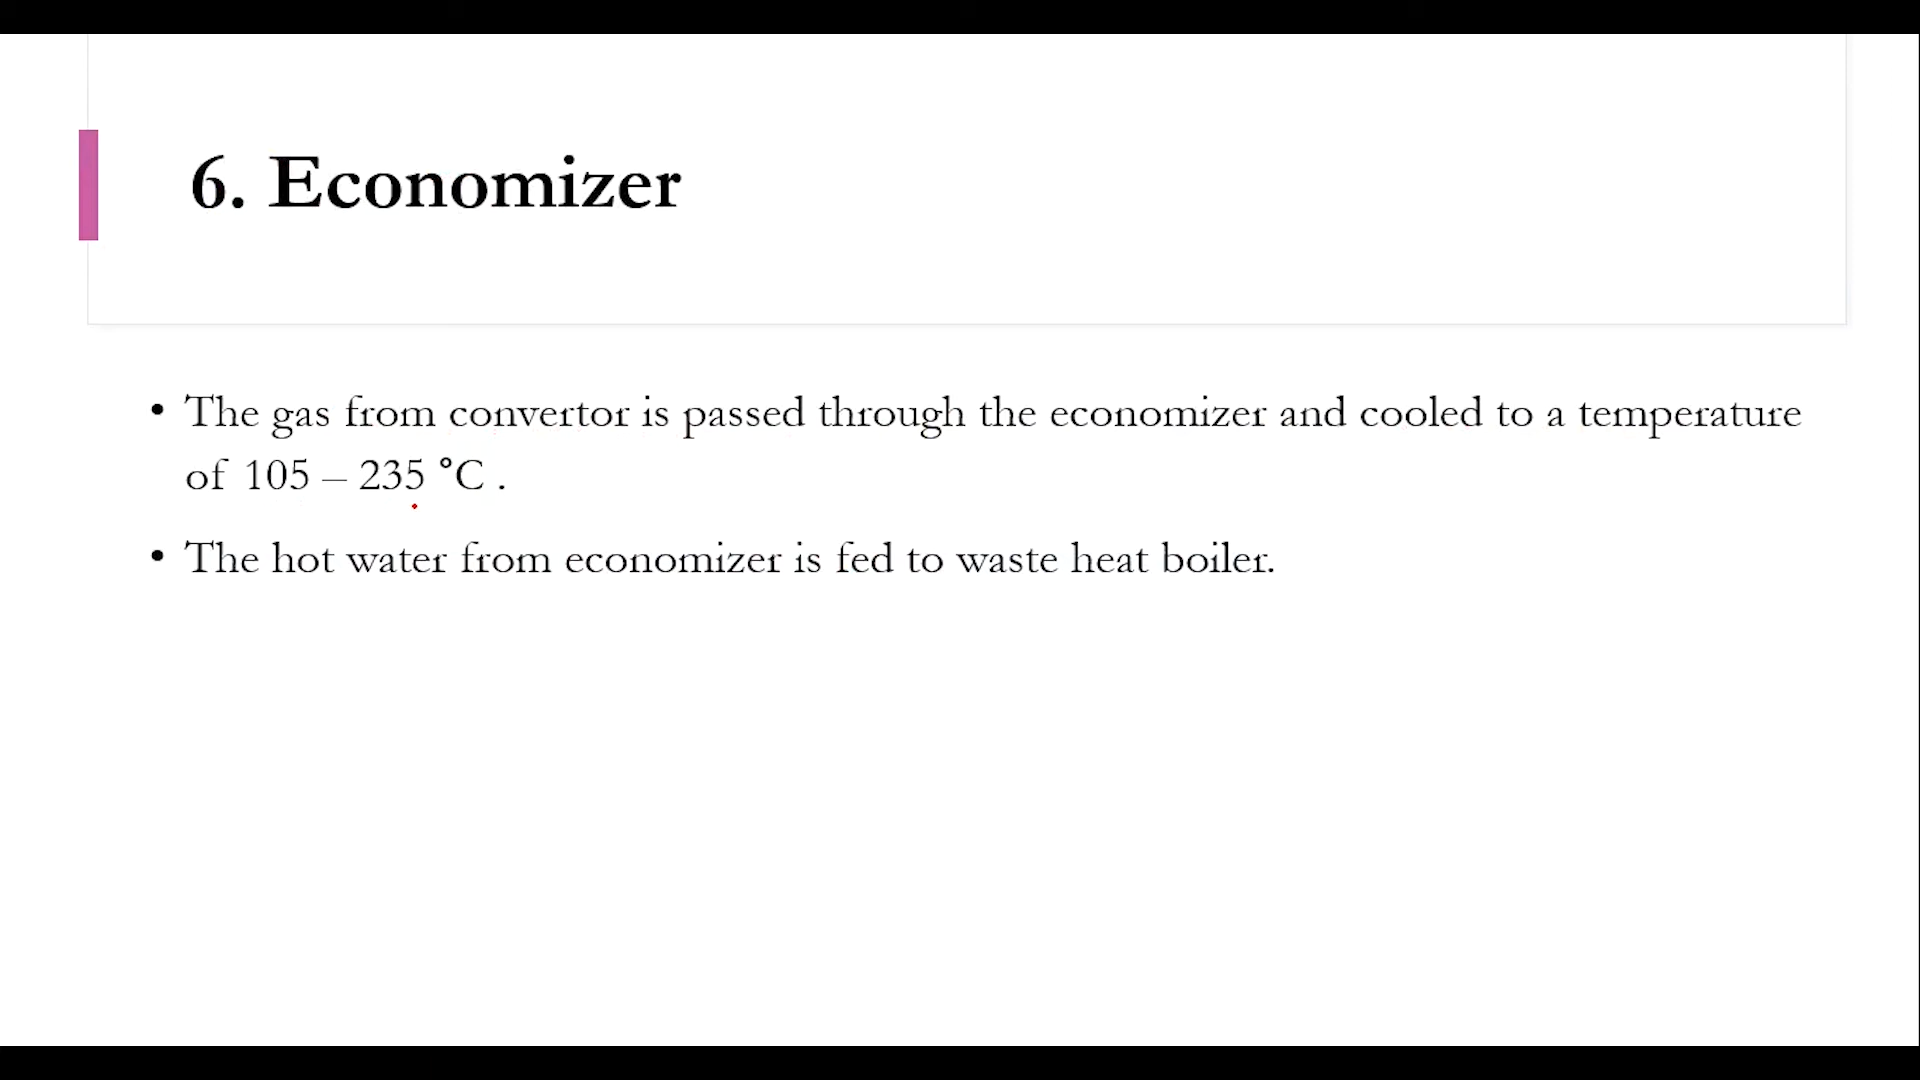 6. Economizer
• The gas from convertor is passed through the economizer and cooled to a temperature
of 105 – 235 °C .
• The hot water from economizer is fed to waste heat boiler.